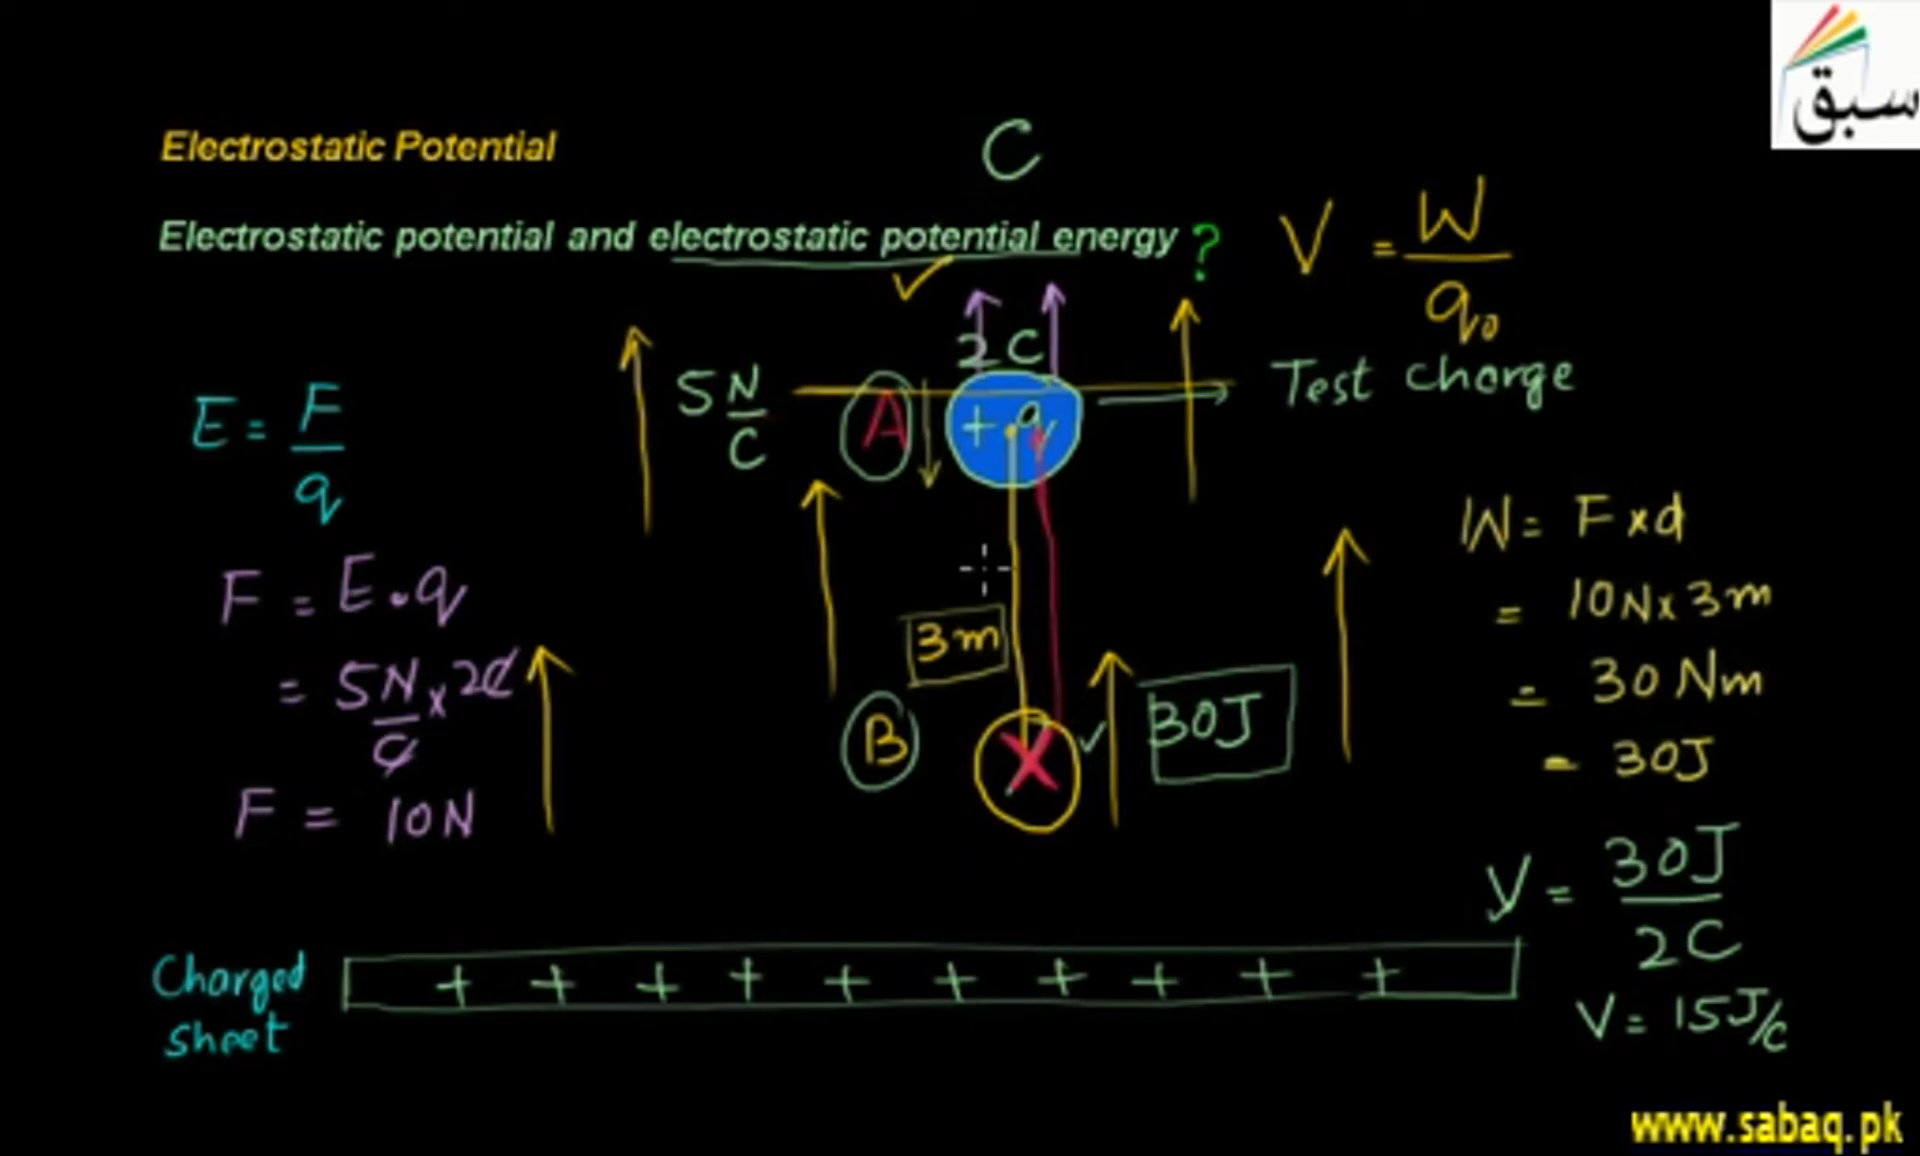 سبق
Electrostatic Potential
C
Electrostatic potential and electrostatic potential energy ?
V = W / q₀
2C
Test Charge
5 N/C
A
+q
E = F/q
W = F x d
F = E . q
= 10N x 3m
3m
= 5N/C x 2C
= 30 Nm
B
X
30J
= 30J
F = 10N
V = 30J / 2C
Charged
sheet
+ + + + + + + + + +
V = 15J/c
www.sabaq.pk